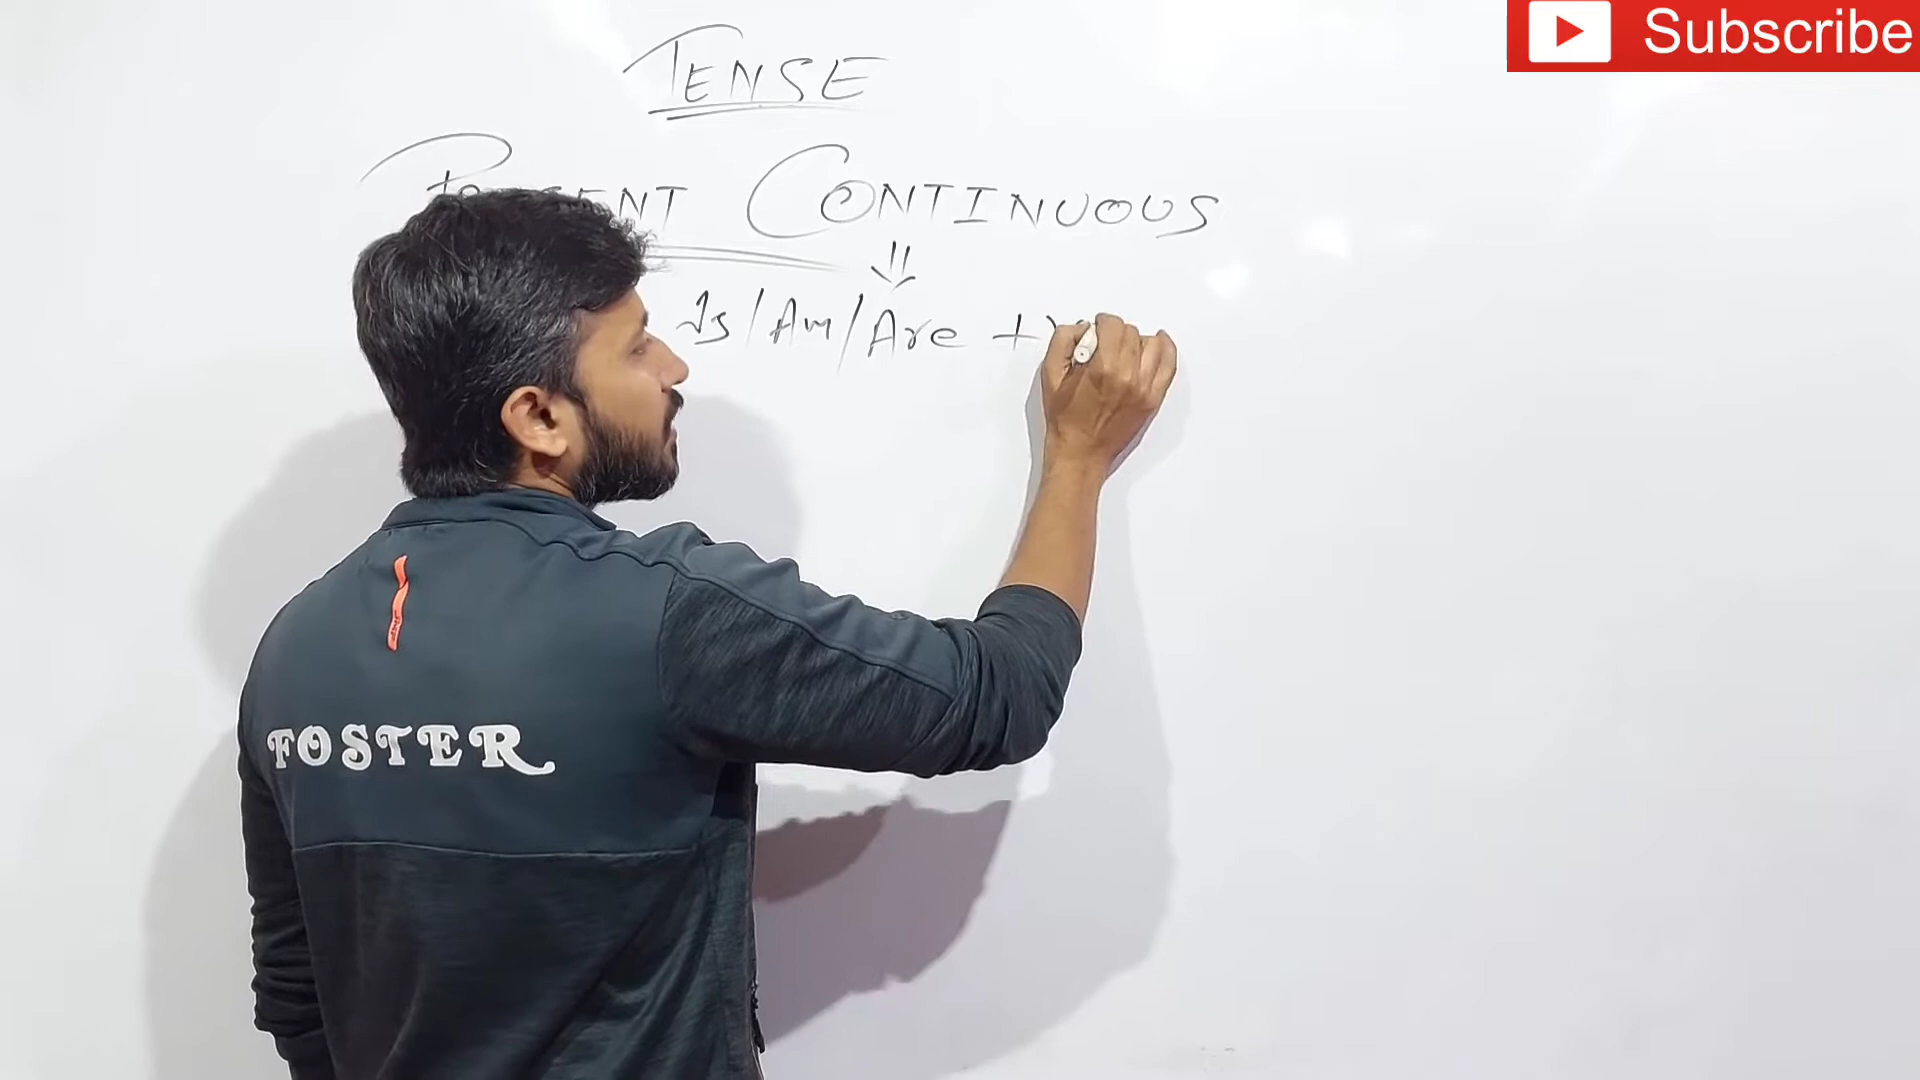 Subscribe
TENSE
PRESENT CONTINUOUS
Is/Am/Are +
FOSTER